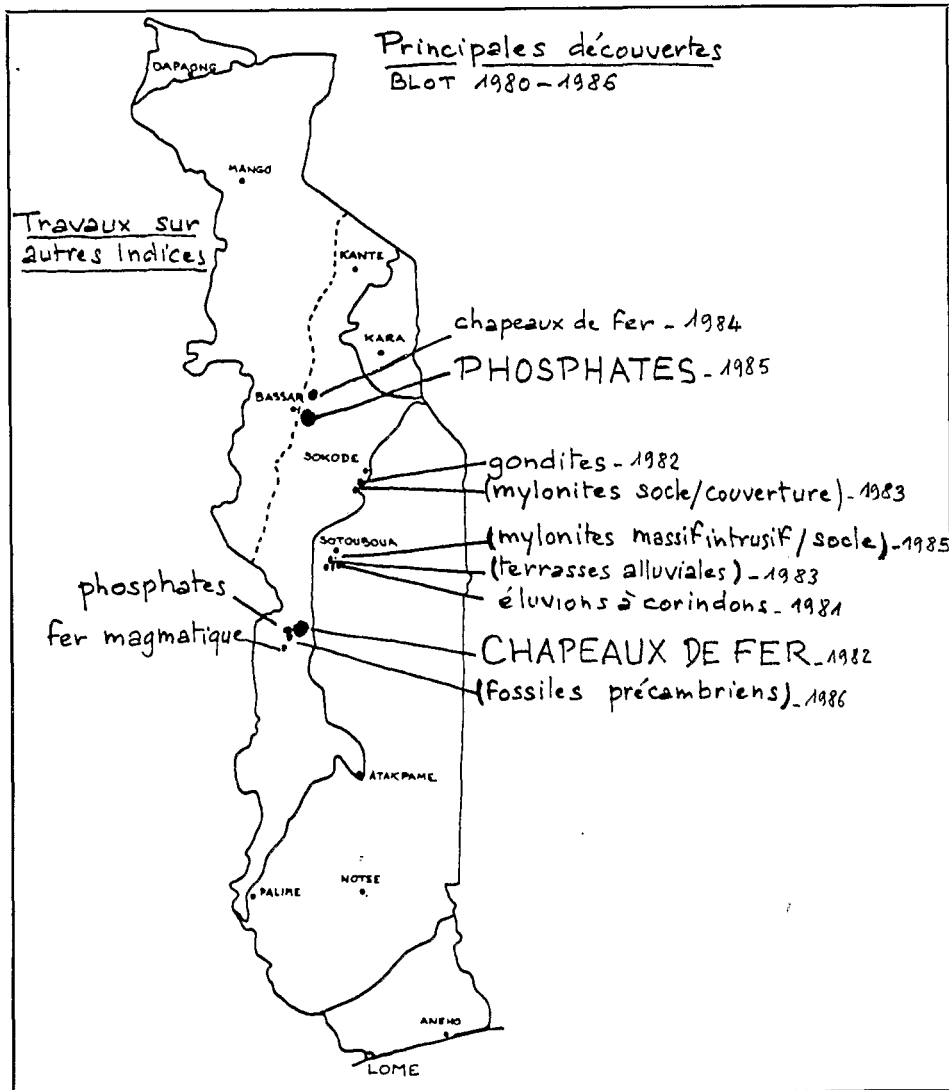 Principales découvertes
BLOT 1980-1986
DAPAONG
MANGO
Travaux sur
autres indices
KANTE
KARA
chapeaux de fer - 1984
PHOSPHATES - 1985
BASSAR
SOKODE
gondites - 1982
(mylonites socle/couverture) - 1983
SOTOUBOUA
(mylonites massif intrusif/socle) - 1985
(terrasses alluviales) - 1983
éluvions à corindons - 1981
phosphates
fer magmatique
CHAPEAUX DE FER - 1982
(fossiles précambriens) - 1986
ATAKPAME
PALIME
NOTSE
ANEHO
LOME